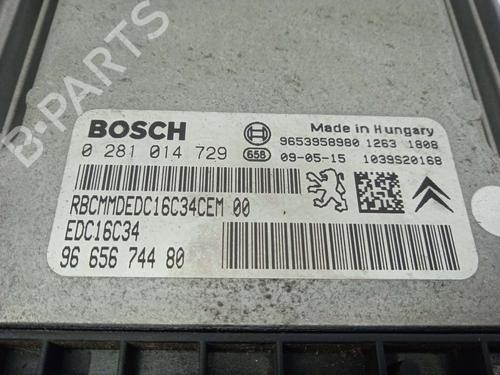 B-PARTS
BOSCH
Made in Hungary
9653958980 1263 1808
0 281 014 729
658
09-05-15 1039S20168
RBCMMDEDC16C34CEM 00
EDC16C34
96 656 744 80